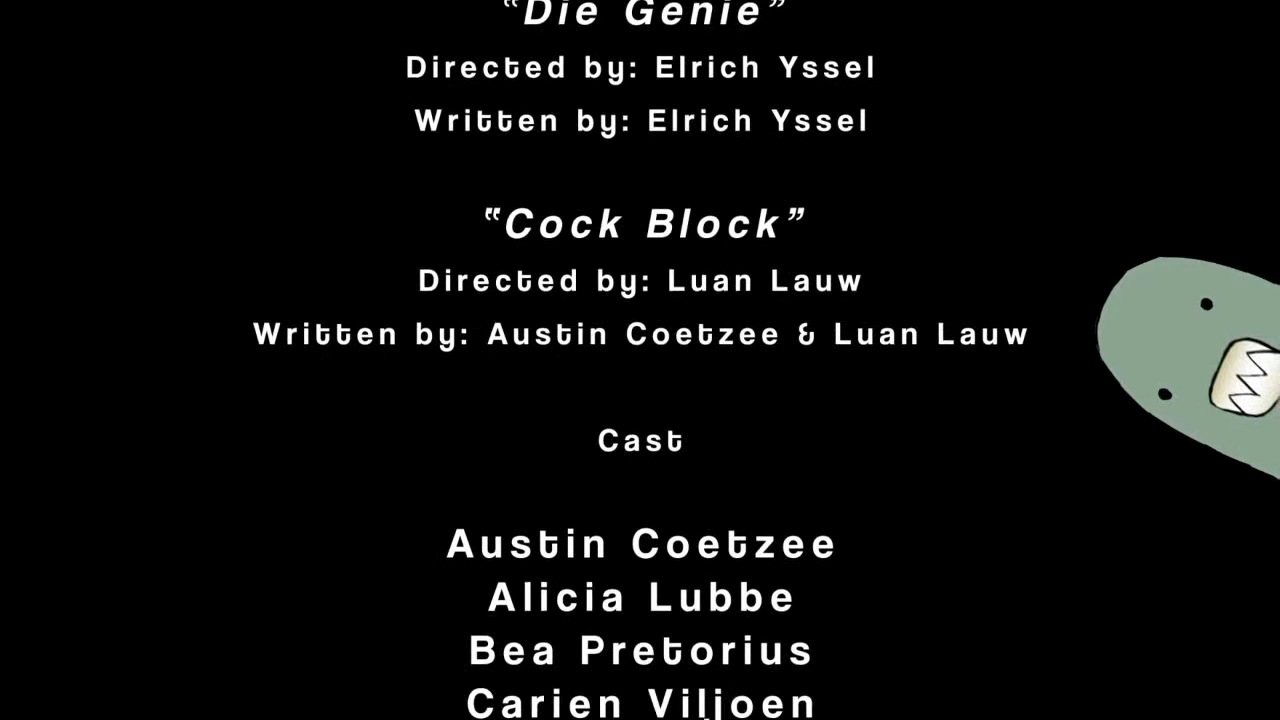 “Die Genie”
Directed by: Elrich Yssel
Written by: Elrich Yssel
“Cock Block”
Directed by: Luan Lauw
Written by: Austin Coetzee & Luan Lauw
Cast
Austin Coetzee
Alicia Lubbe
Bea Pretorius
Carien Viljoen